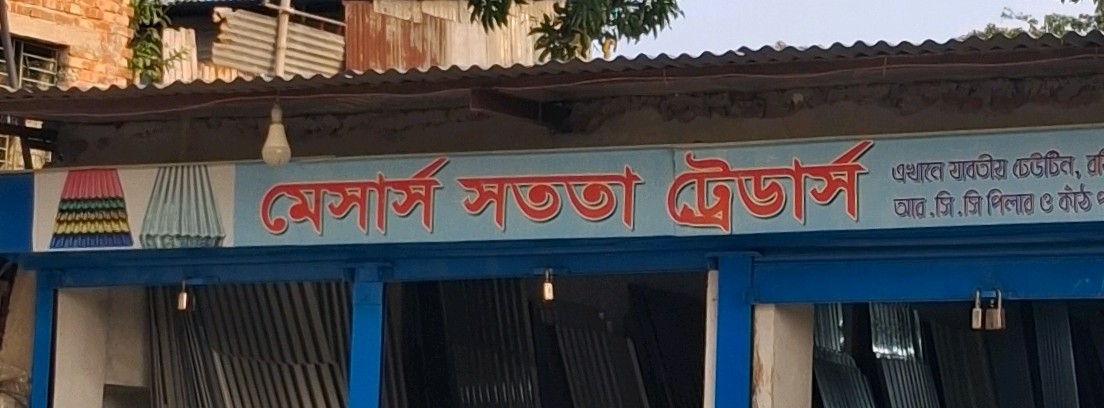 মেসার্স সততা ট্রেডার্স
এখানে যাবতীয় ঢেউটিন,
আর.সি.সি পিলার ও কাঠ